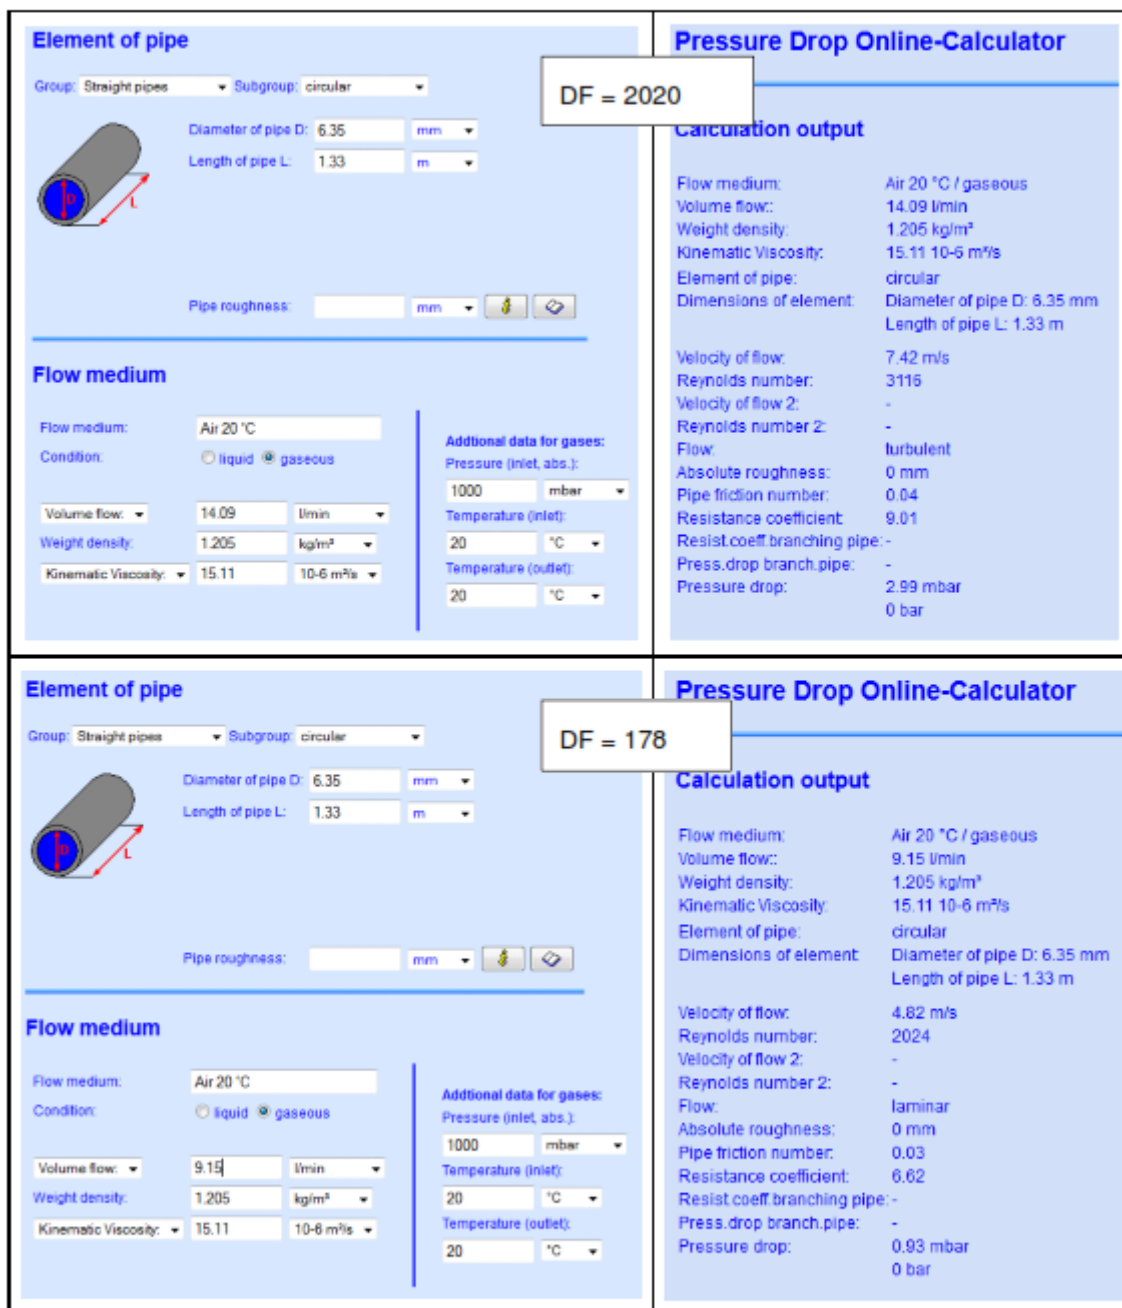 Element of pipe
Group: Straight pipes Subgroup: circular
Diameter of pipe D: 6.35 mm
Length of pipe L: 1.33 m
D
L
Pipe roughness: mm
Flow medium
Flow medium: Air 20 °C
Condition: liquid gaseous
Volume flow: 14.09 l/min
Weight density: 1.205 kg/m³
Kinematic Viscosity: 15.11 10-6 m²/s
Addtional data for gases:
Pressure (inlet, abs.):
1000 mbar
Temperature (inlet):
20 °C
Temperature (outlet):
20 °C
DF = 2020
Pressure Drop Online-Calculator
Calculation output
Flow medium: Air 20 °C / gaseous
Volume flow:: 14.09 l/min
Weight density: 1.205 kg/m³
Kinematic Viscosity: 15.11 10-6 m²/s
Element of pipe: circular
Dimensions of element: Diameter of pipe D: 6.35 mm
Length of pipe L: 1.33 m
Velocity of flow: 7.42 m/s
Reynolds number: 3116
Velocity of flow 2: -
Reynolds number 2: -
Flow: turbulent
Absolute roughness: 0 mm
Pipe friction number: 0.04
Resistance coefficient: 9.01
Resist.coeff.branching pipe: -
Press.drop branch.pipe: -
Pressure drop: 2.99 mbar
0 bar
Element of pipe
Group: Straight pipes Subgroup: circular
Diameter of pipe D: 6.35 mm
Length of pipe L: 1.33 m
D
L
Pipe roughness: mm
Flow medium
Flow medium: Air 20 °C
Condition: liquid gaseous
Volume flow: 9.15 l/min
Weight density: 1.205 kg/m³
Kinematic Viscosity: 15.11 10-6 m²/s
Addtional data for gases:
Pressure (inlet, abs.):
1000 mbar
Temperature (inlet):
20 °C
Temperature (outlet):
20 °C
DF = 178
Pressure Drop Online-Calculator
Calculation output
Flow medium: Air 20 °C / gaseous
Volume flow:: 9.15 l/min
Weight density: 1.205 kg/m³
Kinematic Viscosity: 15.11 10-6 m²/s
Element of pipe: circular
Dimensions of element: Diameter of pipe D: 6.35 mm
Length of pipe L: 1.33 m
Velocity of flow: 4.82 m/s
Reynolds number: 2024
Velocity of flow 2: -
Reynolds number 2: -
Flow: laminar
Absolute roughness: 0 mm
Pipe friction number: 0.03
Resistance coefficient: 6.62
Resist.coeff.branching pipe: -
Press.drop branch.pipe: -
Pressure drop: 0.93 mbar
0 bar